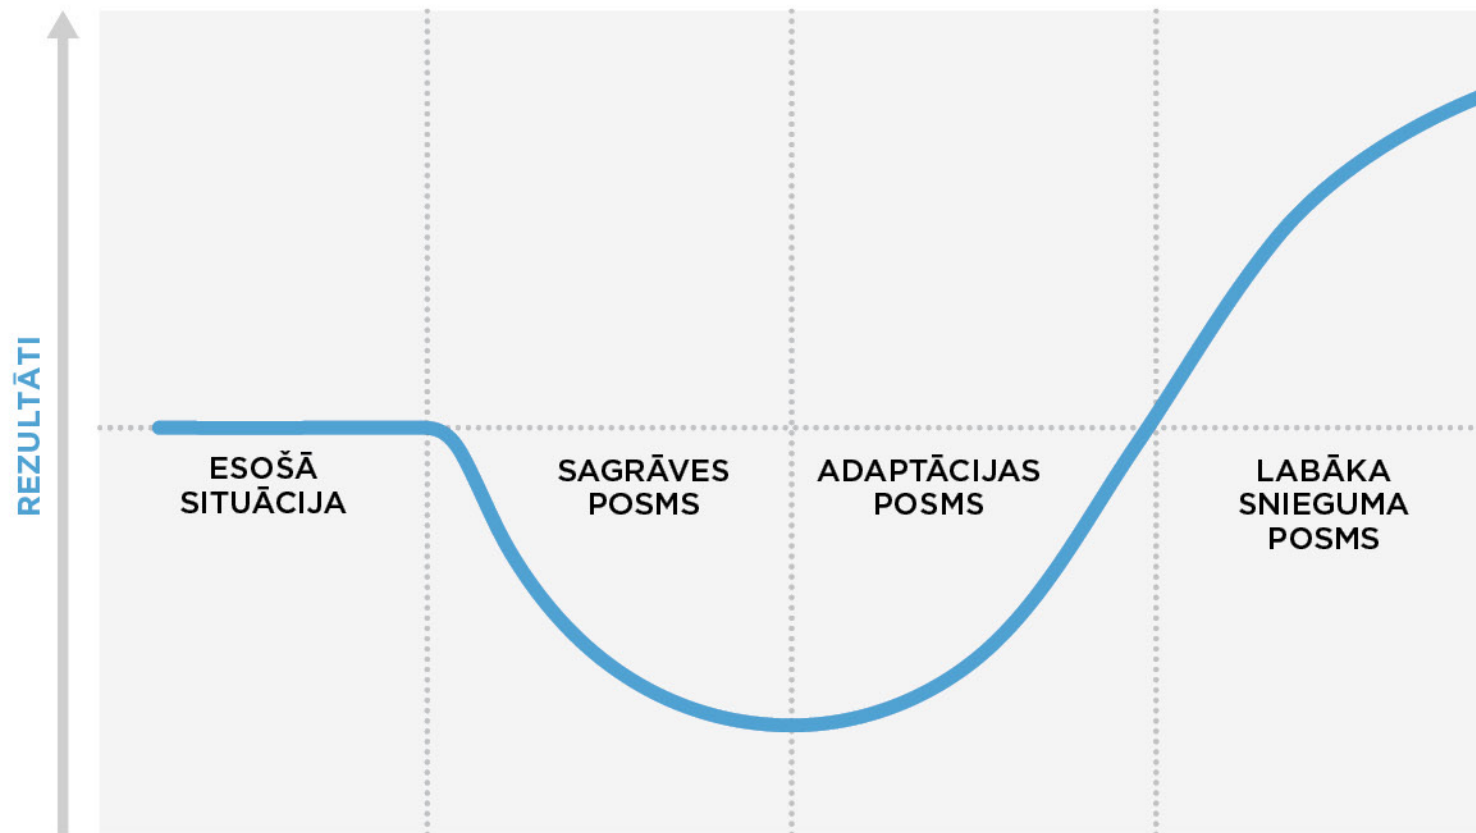 REZULTĀTI
ESOŠĀ
SITUĀCIJA
SAGRĀVES
POSMS
ADAPTĀCIJAS
POSMS
LABĀKA
SNIEGUMA
POSMS